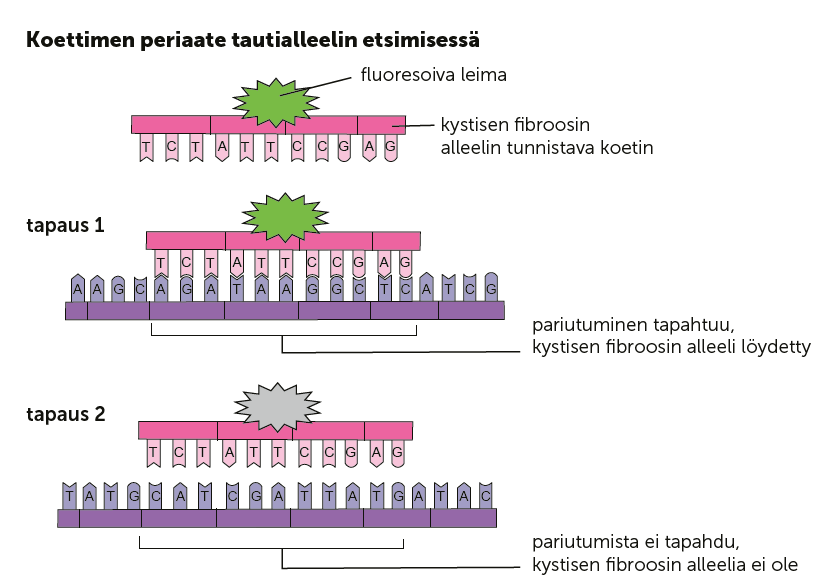 Koettimen periaate tautialleelin etsimisessä
fluoresoiva leima
kystisen fibroosin
alleelin tunnistava koetin
T C T A T T C C G A G
tapaus 1
T C T A T T C C G A G
A A G C A G A T A A G G C T C A T C G
pariutuminen tapahtuu,
kystisen fibroosin alleeli löydetty
tapaus 2
T C T A T T C C G A G
T A T G C A T C G A T T A T G A T A C
pariutumista ei tapahdu,
kystisen fibroosin alleelia ei ole